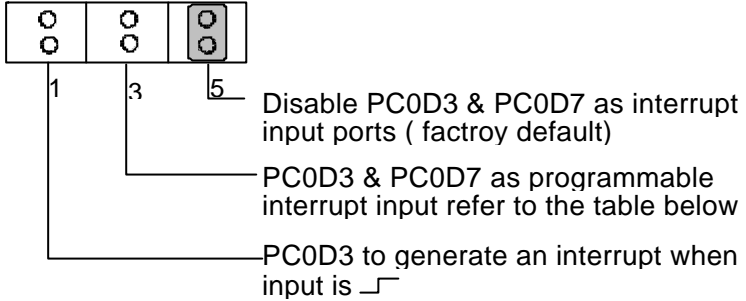 1 3 5
Disable PC0D3 & PC0D7 as interrupt
input ports ( factroy default)
PC0D3 & PC0D7 as programmable
interrupt input refer to the table below
PC0D3 to generate an interrupt when
input is